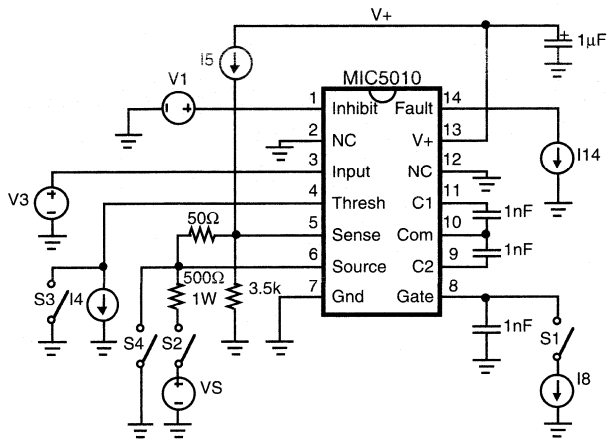 V+
I5
+
1µF
V1
MIC5010
1 Inhibit Fault 14
2 NC V+ 13
3 Input NC 12
4 Thresh C1 11
5 Sense Com 10
6 Source C2 9
7 Gnd Gate 8
- +
V3
+
-
I14
1nF
1nF
50Ω
500Ω
1W
3.5k
S3
I4
S4
S2
+
-
VS
1nF
S1
I8